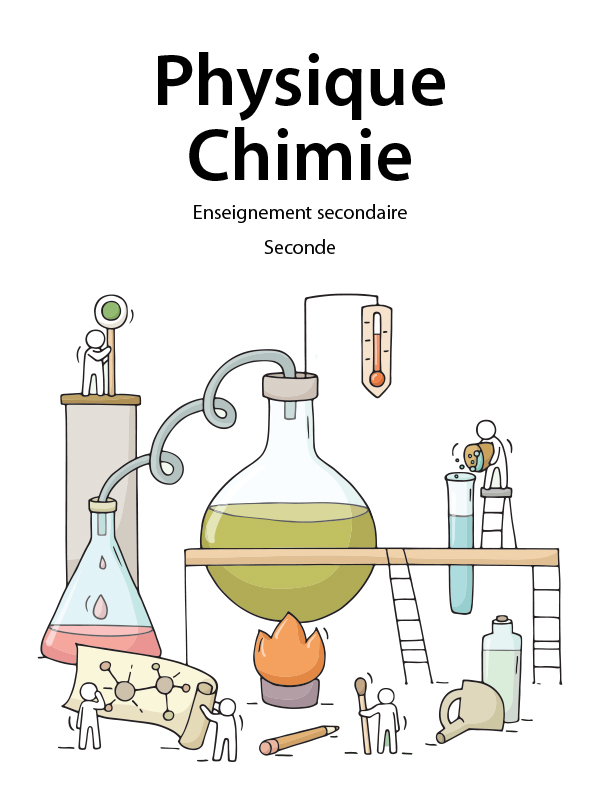 Physique
Chimie
Enseignement secondaire
Seconde